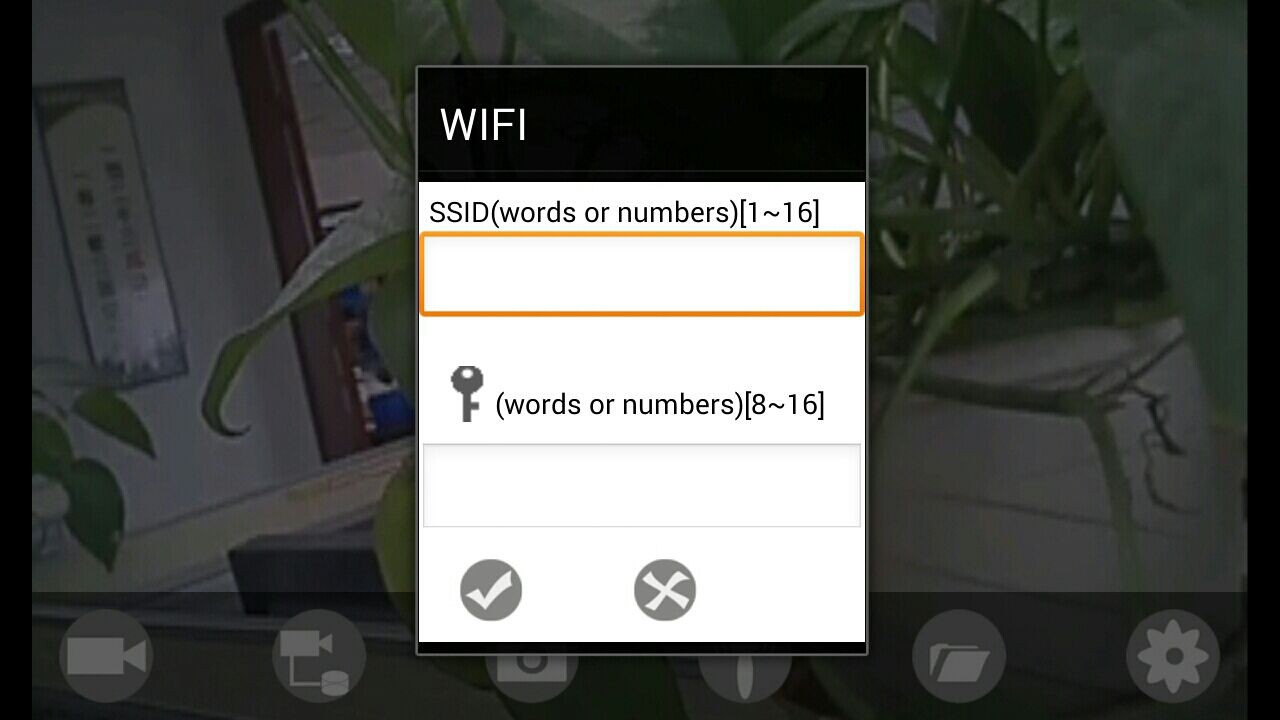 WIFI
SSID(words or numbers)[1~16]
(words or numbers)[8~16]